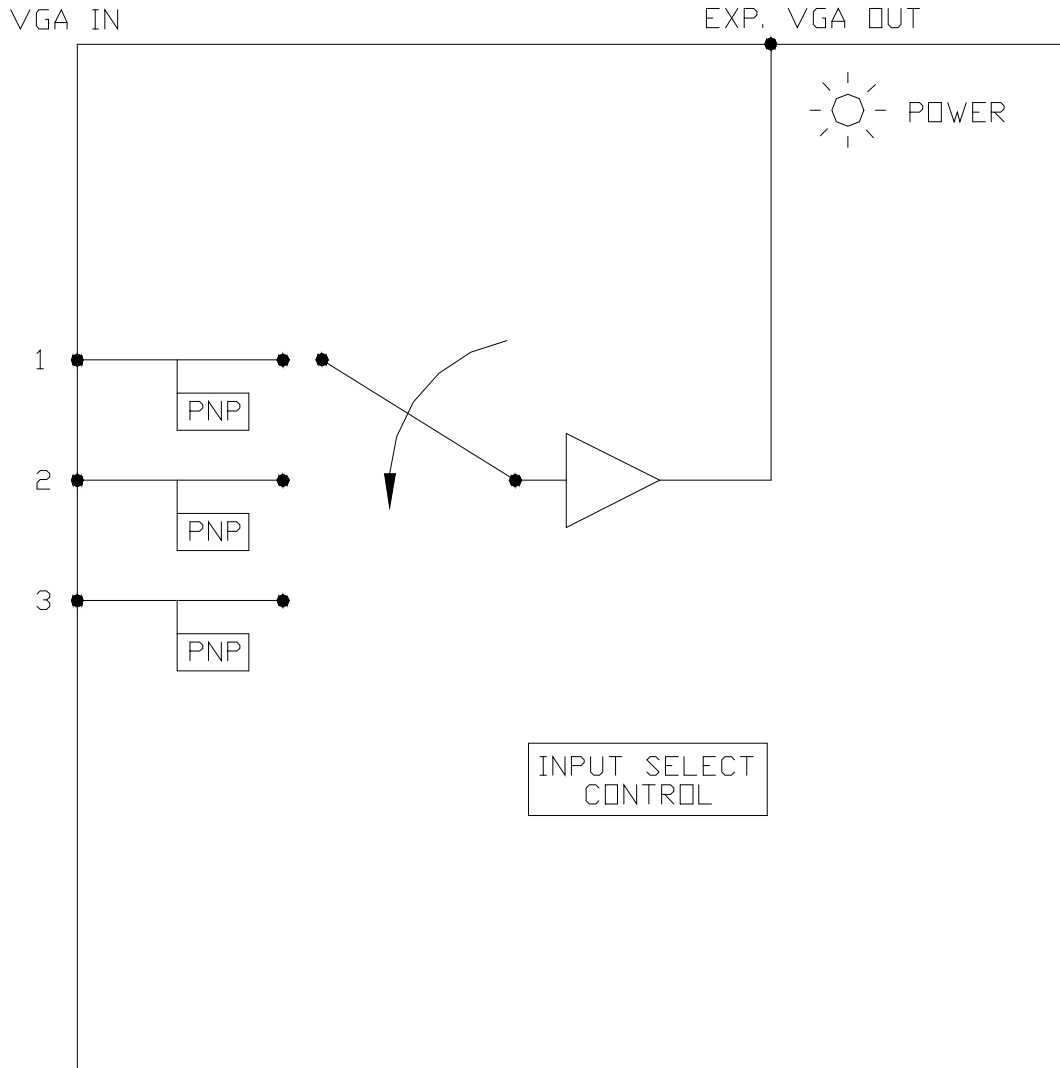 VGA IN
EXP. VGA OUT
POWER
1
PNP
2
PNP
3
PNP
INPUT SELECT
CONTROL